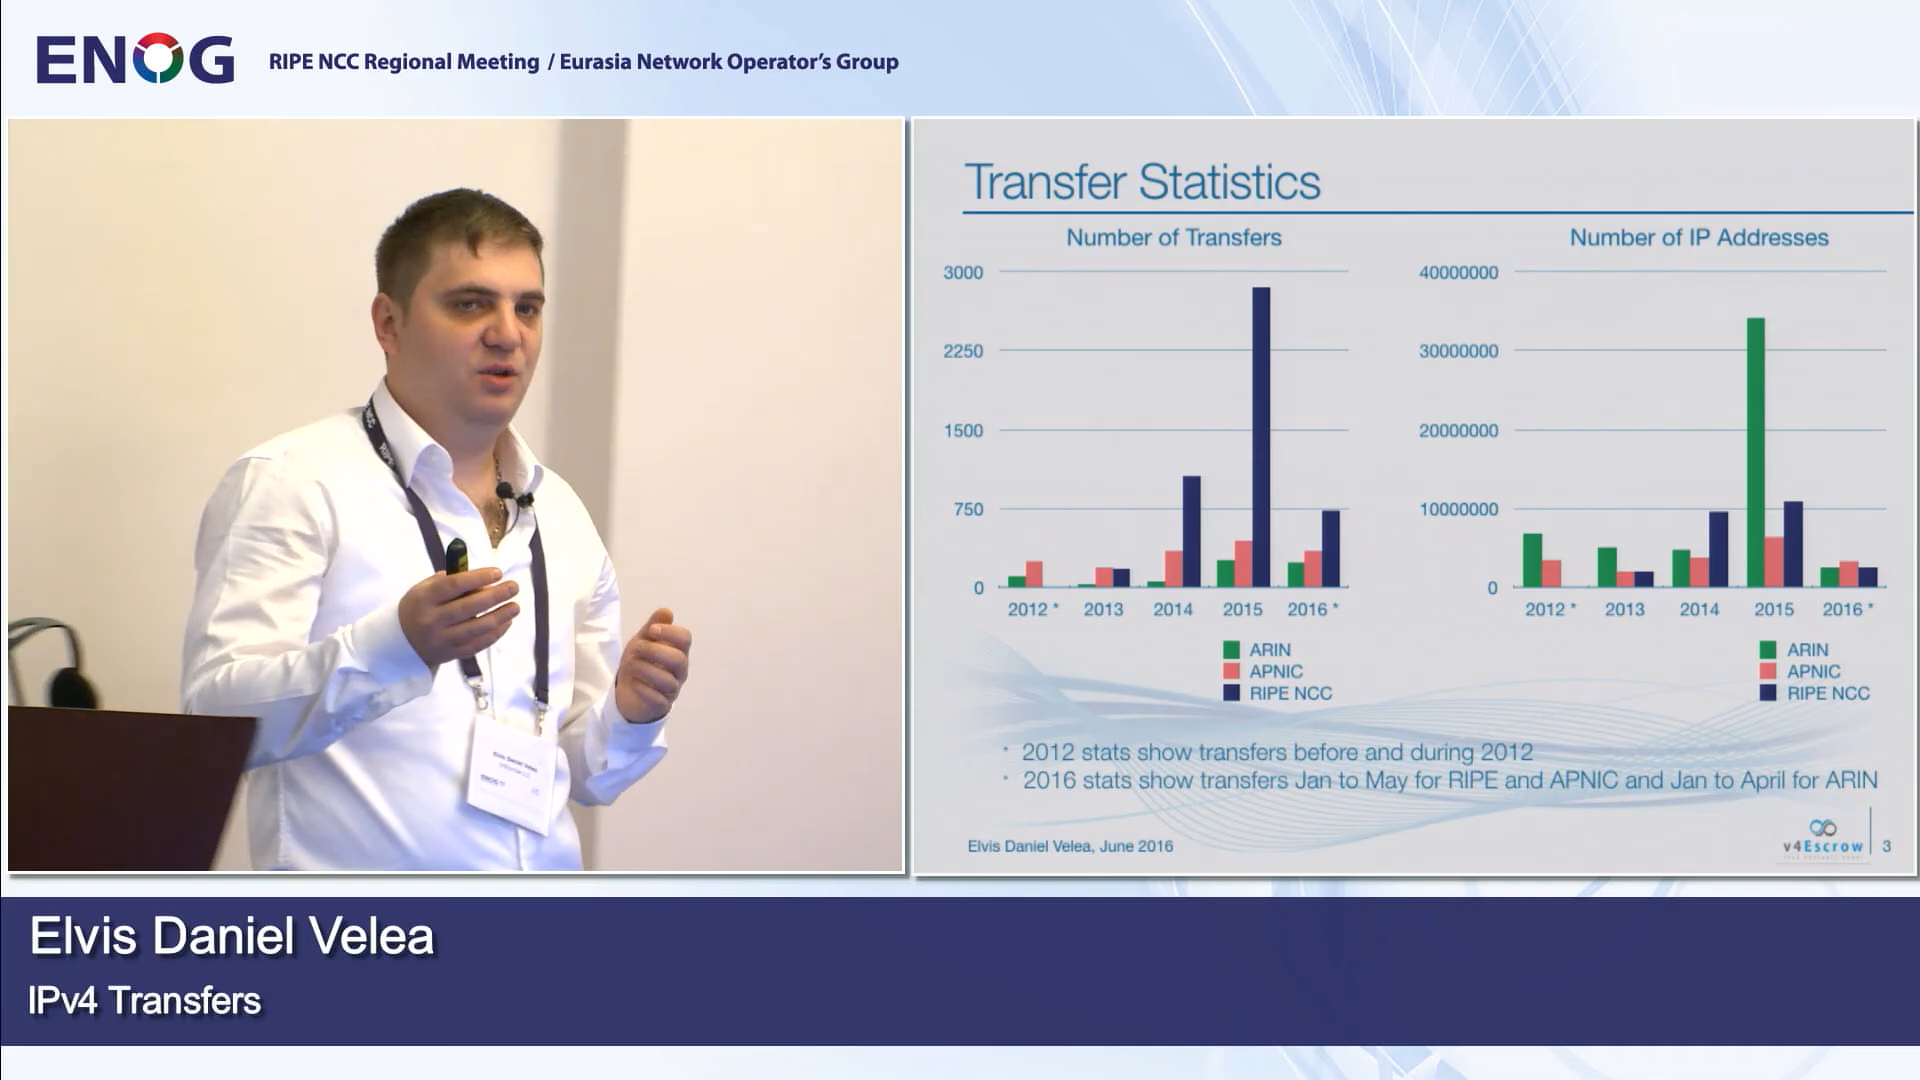 ENOG
RIPE NCC Regional Meeting / Eurasia Network Operator's Group
Transfer Statistics
Number of Transfers
3000
2250
1500
750
0
2012 * 2013 2014 2015 2016 *
ARIN
APNIC
RIPE NCC
Number of IP Addresses
40000000
30000000
20000000
10000000
0
2012 * 2013 2014 2015 2016 *
ARIN
APNIC
RIPE NCC
* 2012 stats show transfers before and during 2012
* 2016 stats show transfers Jan to May for RIPE and APNIC and Jan to April for ARIN
Elvis Daniel Velea, June 2016
v4Escrow
3
Elvis Daniel Velea
ENOG
Elvis Daniel Velea
IPv4 Transfers